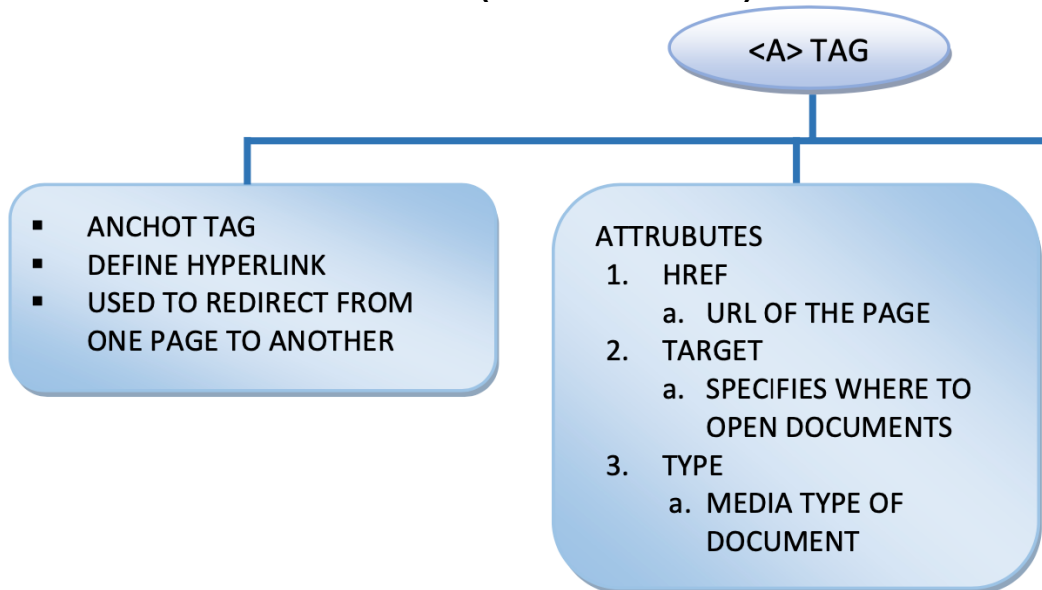 <A> TAG
▪ ANCHOT TAG
▪ DEFINE HYPERLINK
▪ USED TO REDIRECT FROM
ONE PAGE TO ANOTHER
ATTRUBUTES
1. HREF
a. URL OF THE PAGE
2. TARGET
a. SPECIFIES WHERE TO
OPEN DOCUMENTS
3. TYPE
a. MEDIA TYPE OF
DOCUMENT